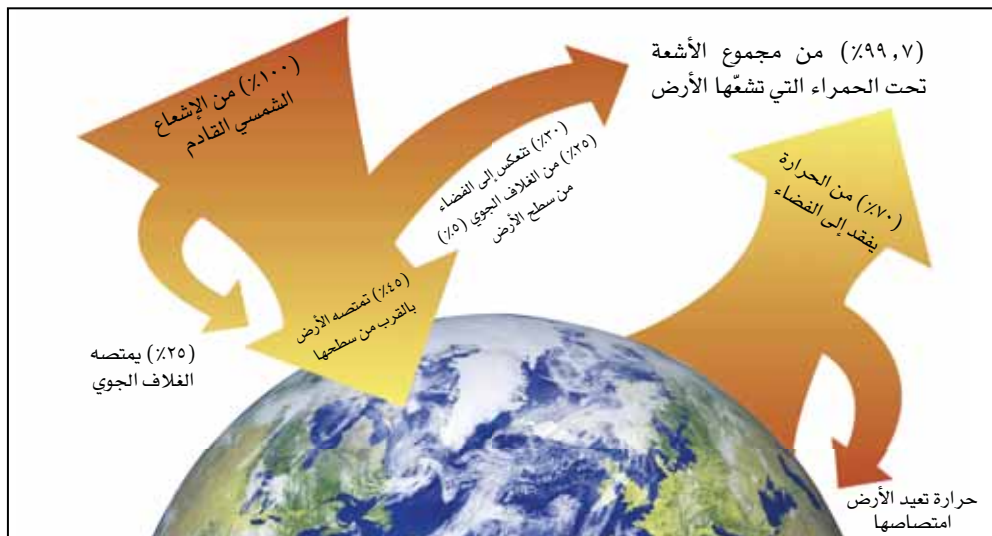 (١٠٠٪) من الإشعاع
الشمسي القادم
(٩٩,٧٪) من مجموع الأشعة
تحت الحمراء التي تشعّها الأرض
(٣٠٪) تنعكس إلى الفضاء
(٢٥٪) من الغلاف الجوي (٥٪)
من سطح الأرض
(٧٠٪) من الحرارة
يفقد إلى الفضاء
(٤٥٪) تمتصه الأرض
بالقرب من سطحها
(٢٥٪) يمتصه
الغلاف الجوي
حرارة تعيد الأرض
امتصاصها